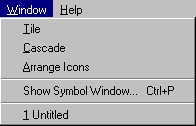 Window Help
Tile
Cascade
Arrange Icons
Show Symbol Window... Ctrl+P
1 Untitled